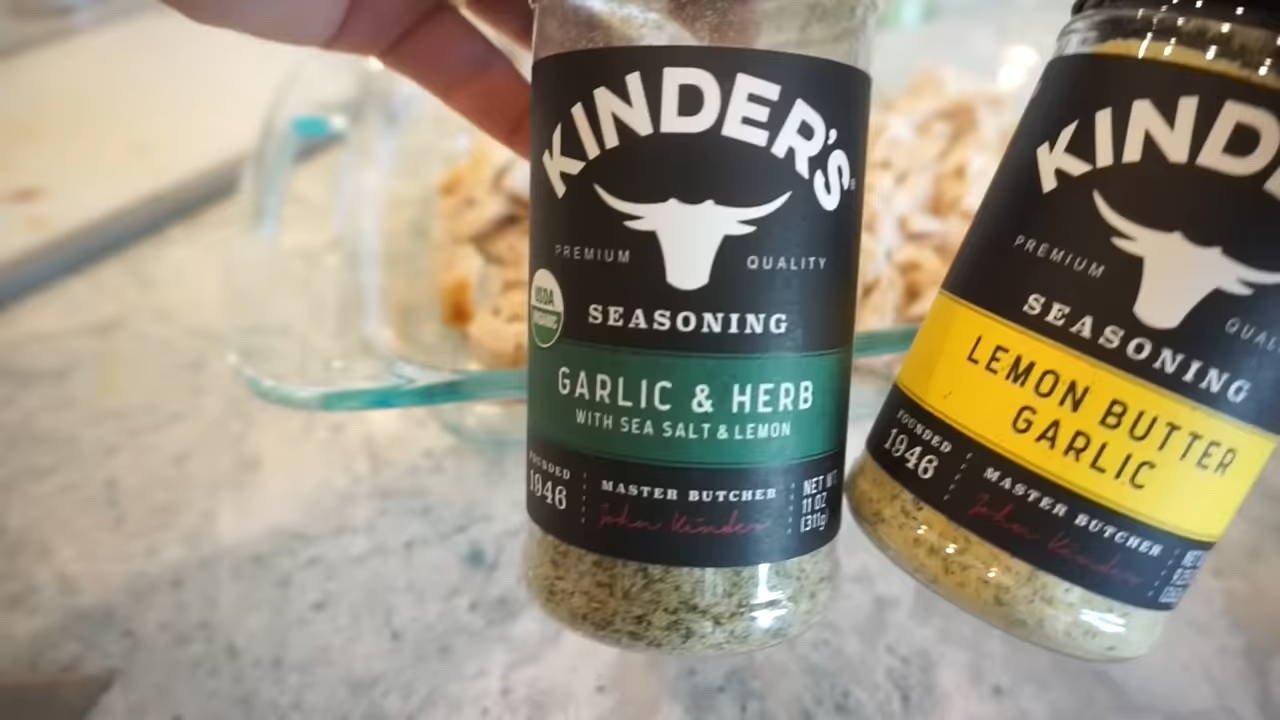 KINDER'S
PREMIUM QUALITY
USDA
ORGANIC
SEASONING
GARLIC & HERB
WITH SEA SALT & LEMON
FOUNDED
1946
MASTER BUTCHER
John Kinder
NET WT
11 OZ
(311g)
KINDE
PREMIUM QUAL
SEASONING
LEMON BUTTER
GARLIC
FOUNDED
1946
MASTER BUTCHER
John Kinder